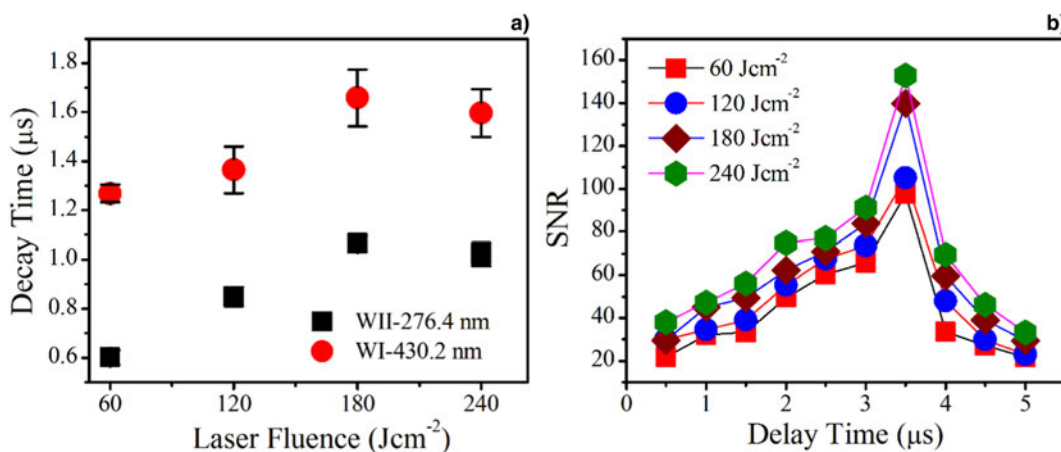 a)
Decay Time (μs)
1.8
1.6
1.4
1.2
1.0
0.8
0.6
WII-276.4 nm
WI-430.2 nm
60
120
180
240
Laser Fluence (Jcm⁻²)
b)
SNR
160
140
120
100
80
60
40
20
60 Jcm⁻²
120 Jcm⁻²
180 Jcm⁻²
240 Jcm⁻²
0
1
2
3
4
5
Delay Time (μs)